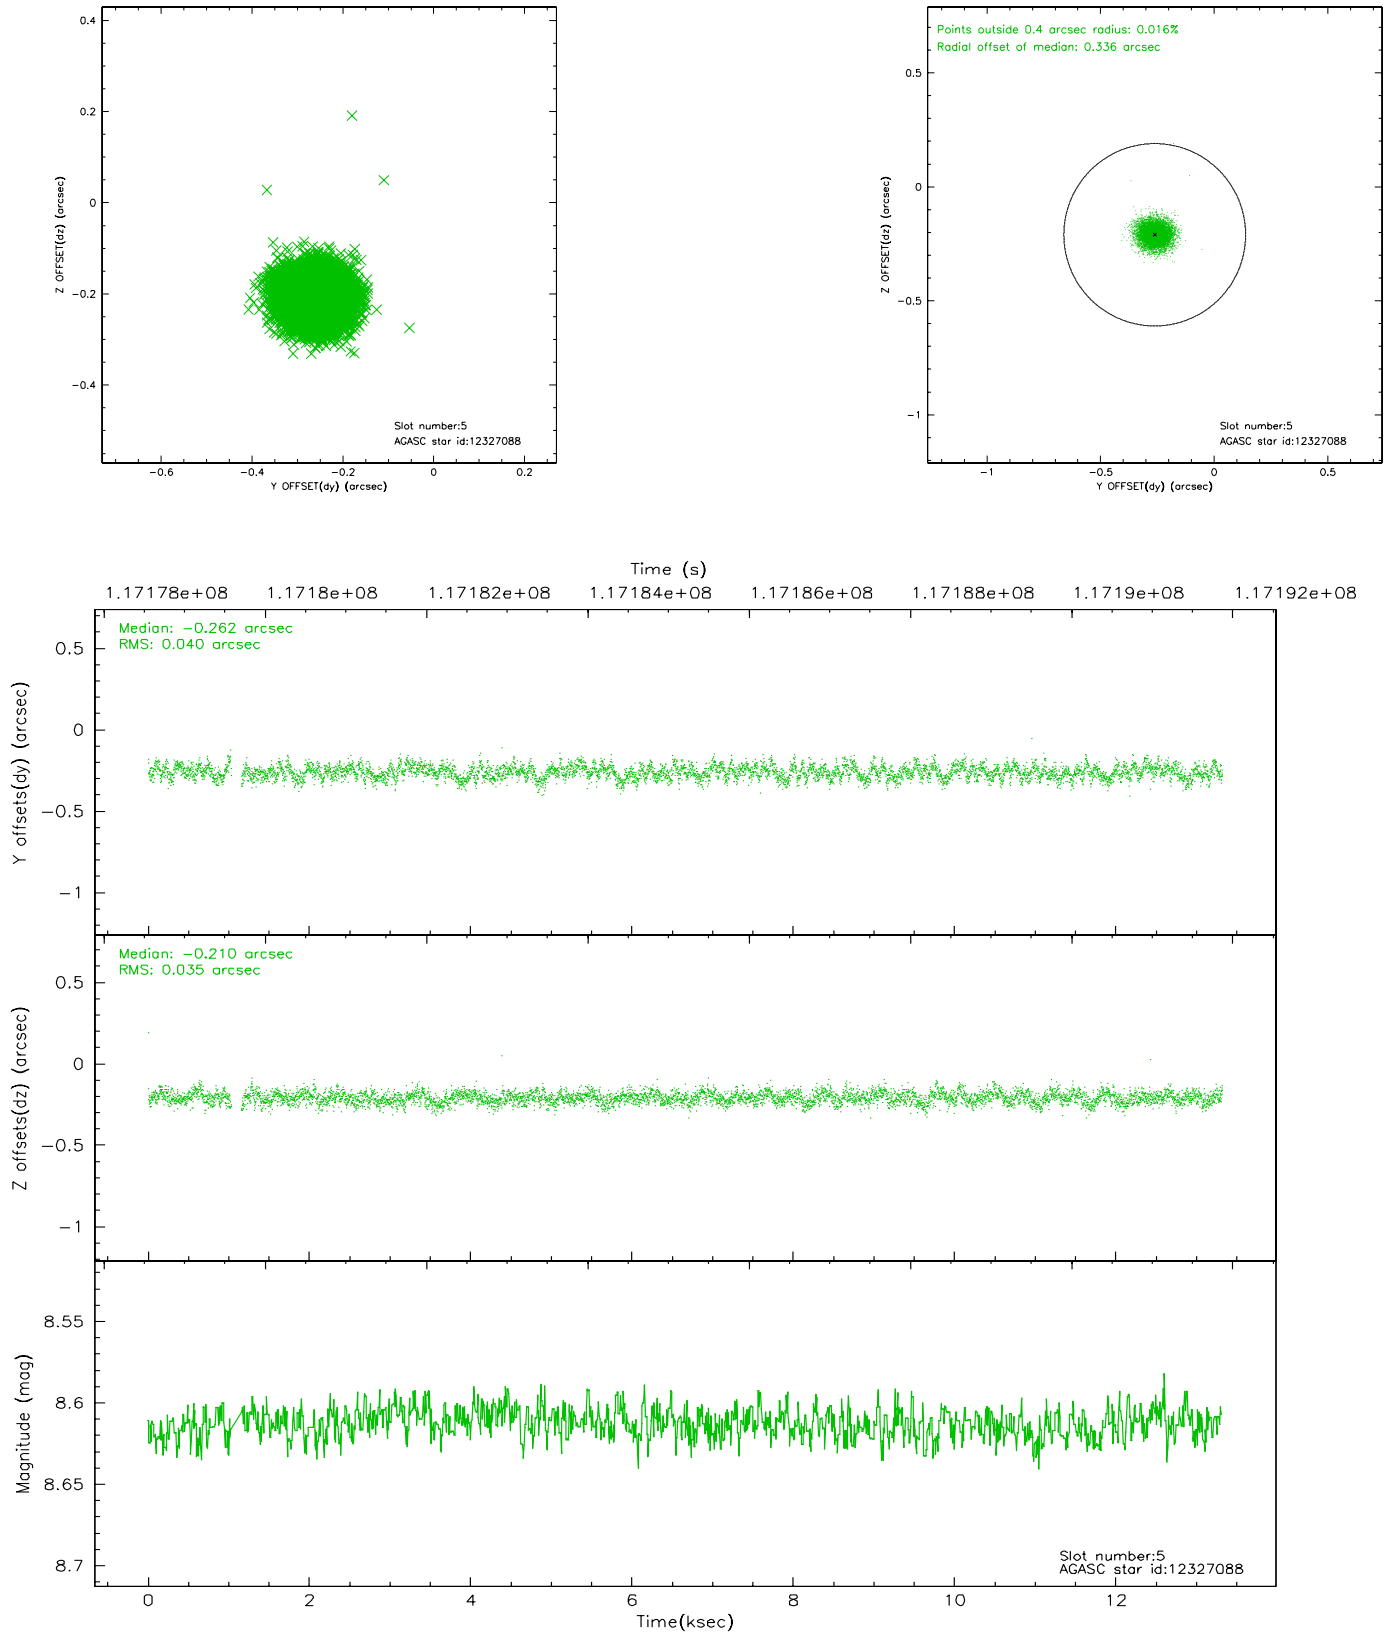 0.4
0.2
0
−0.2
−0.4
Z OFFSET(dz) (arcsec)
Slot number:5
AGASC star id:12327088
−0.6 −0.4 −0.2 0 0.2
Y OFFSET(dy) (arcsec)
Points outside 0.4 arcsec radius: 0.016%
Radial offset of median: 0.336 arcsec
0.5
0
−0.5
−1
Z OFFSET(dz) (arcsec)
Slot number:5
AGASC star id:12327088
−1 −0.5 0 0.5
Y OFFSET(dy) (arcsec)
Time (s)
1.17178e+08 1.1718e+08 1.17182e+08 1.17184e+08 1.17186e+08 1.17188e+08 1.1719e+08 1.17192e+08
Median: −0.262 arcsec
RMS: 0.040 arcsec
0.5
0
−0.5
−1
Y offsets(dy) (arcsec)
Median: −0.210 arcsec
RMS: 0.035 arcsec
0.5
0
−0.5
−1
Z offsets(dz) (arcsec)
8.55
8.6
8.65
8.7
Magnitude (mag)
Slot number:5
AGASC star id:12327088
0 2 4 6 8 10 12
Time(ksec)